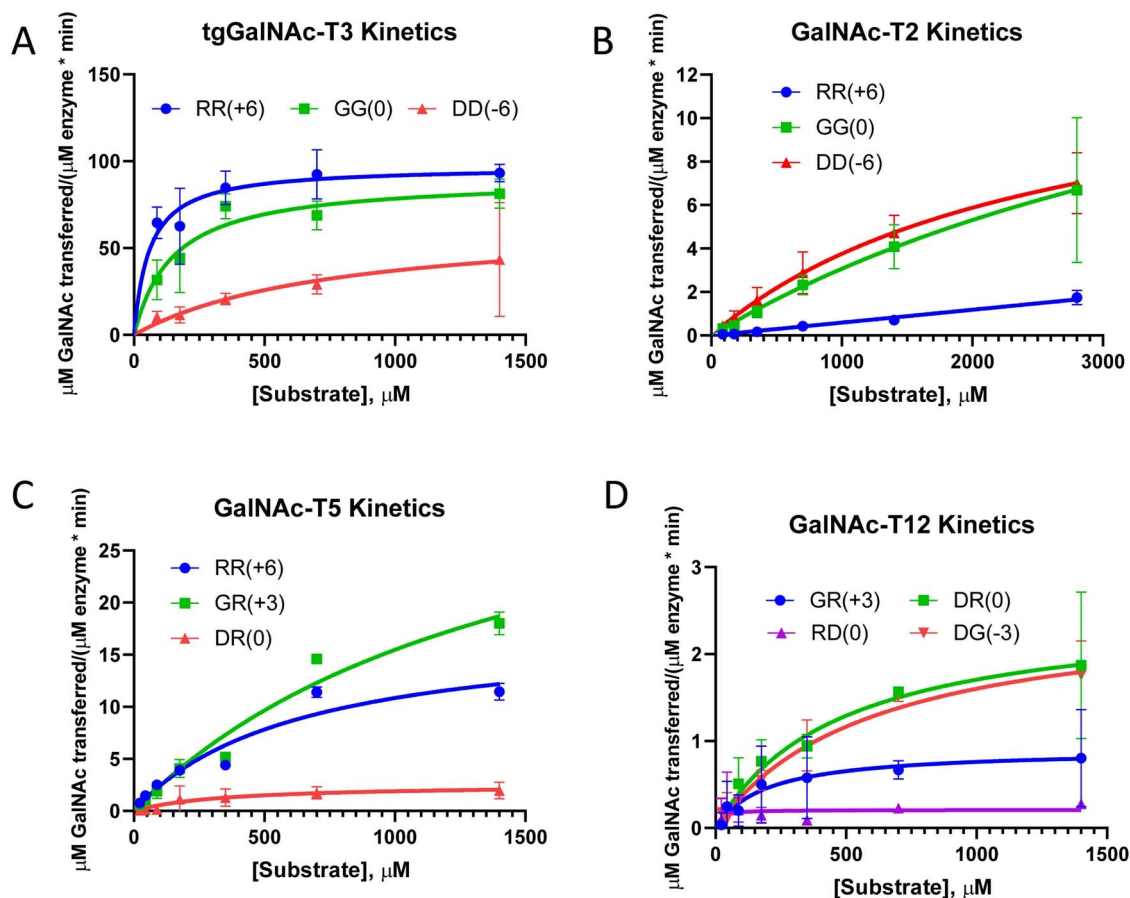 A
tgGalNAc-T3 Kinetics
μM GalNAc transferred/(μM enzyme * min)
150
100
50
0
RR(+6) GG(0) DD(-6)
0 500 1000 1500
[Substrate], μM
B
GalNAc-T2 Kinetics
μM GalNAc transferred/(μM enzyme * min)
12
10
8
6
4
2
0
RR(+6)
GG(0)
DD(-6)
0 1000 2000 3000
[Substrate], μM
C
GalNAc-T5 Kinetics
μM GalNAc transferred/(μM enzyme * min)
25
20
15
10
5
0
RR(+6)
GR(+3)
DR(0)
0 500 1000 1500
[Substrate], μM
D
GalNAc-T12 Kinetics
μM GalNAc transferred/(μM enzyme * min)
3
2
1
0
GR(+3) DR(0)
RD(0) DG(-3)
0 500 1000 1500
[Substrate], μM